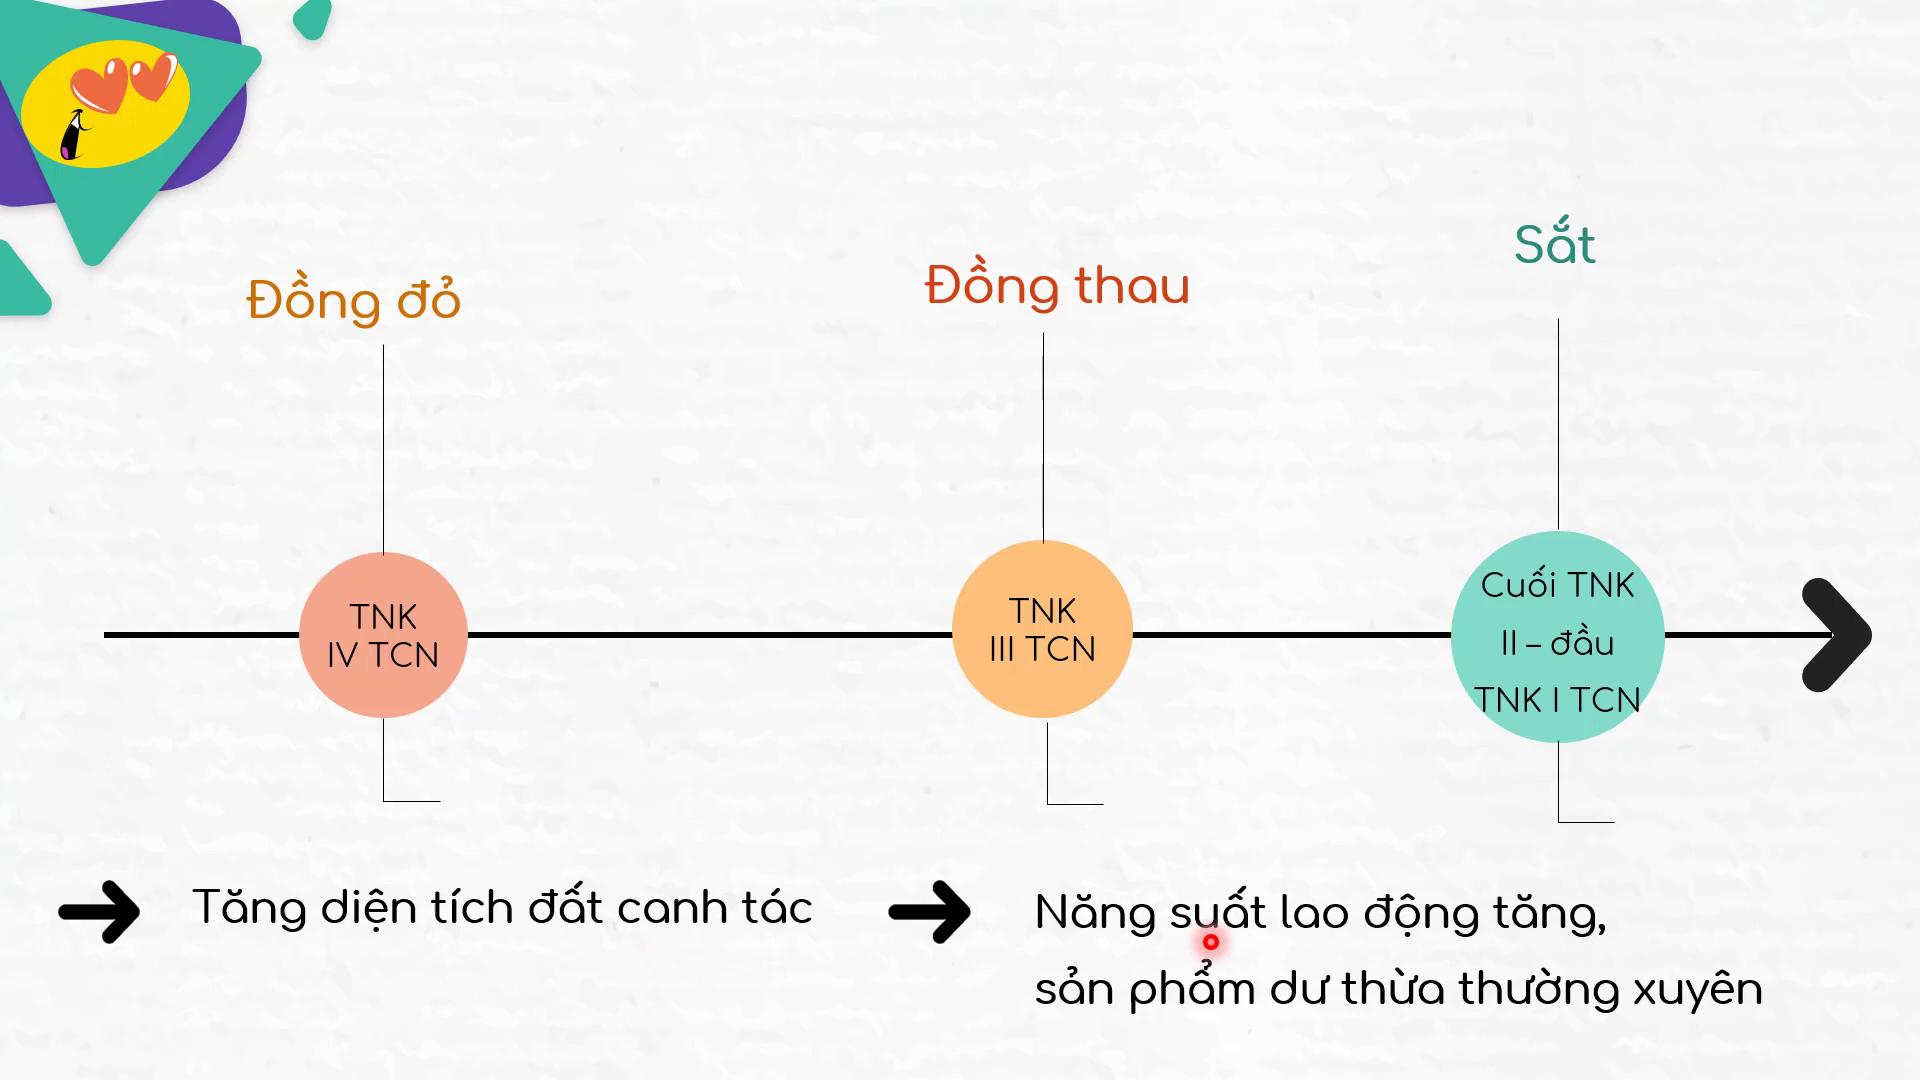 Đồng đỏ
Đồng thau
Sắt
TNK
IV TCN
TNK
III TCN
Cuối TNK
II – đầu
TNK I TCN
Tăng diện tích đất canh tác
Năng suất lao động tăng,
sản phẩm dư thừa thường xuyên